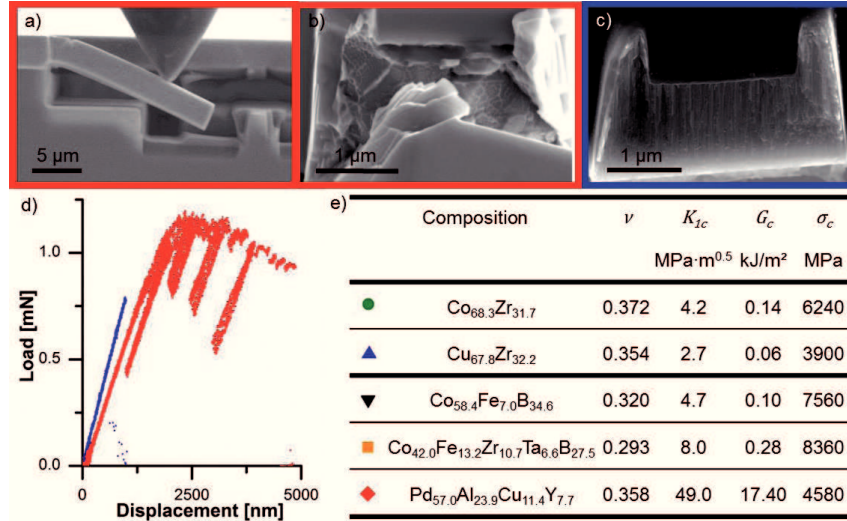 a)
5 µm
b)
1 µm
c)
1 µm
d)
Load [mN]
1.0
0.5
0.0
0
2500
5000
Displacement [nm]
e)
Composition ν K1c Gc σc
MPa·m0.5 kJ/m² MPa
Co68.3Zr31.7 0.372 4.2 0.14 6240
Cu67.8Zr32.2 0.354 2.7 0.06 3900
Co58.4Fe7.0B34.6 0.320 4.7 0.10 7560
Co42.0Fe13.2Zr10.7Ta6.6B27.5 0.293 8.0 0.28 8360
Pd57.0Al23.9Cu11.4Y7.7 0.358 49.0 17.40 4580